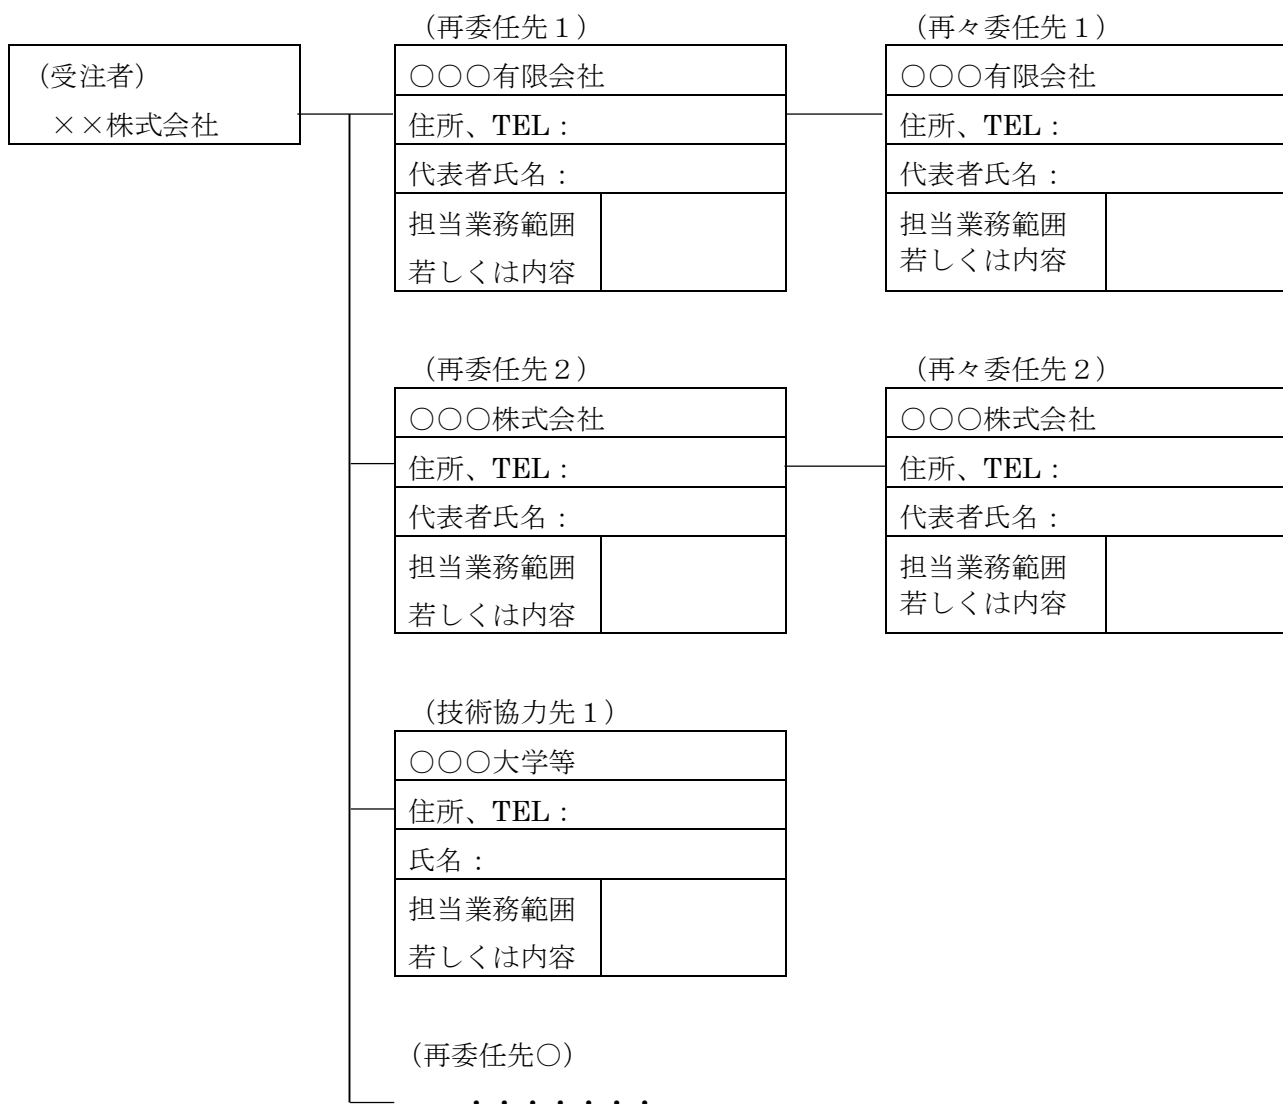 （受注者）
××株式会社
（再委任先１）
○○○有限会社
住所、TEL：
代表者氏名：
担当業務範囲
若しくは内容
（再々委任先１）
○○○有限会社
住所、TEL：
代表者氏名：
担当業務範囲
若しくは内容
（再委任先２）
○○○株式会社
住所、TEL：
代表者氏名：
担当業務範囲
若しくは内容
（再々委任先２）
○○○株式会社
住所、TEL：
代表者氏名：
担当業務範囲
若しくは内容
（技術協力先１）
○○○大学等
住所、TEL：
氏名：
担当業務範囲
若しくは内容
（再委任先○）
・・・・・・・